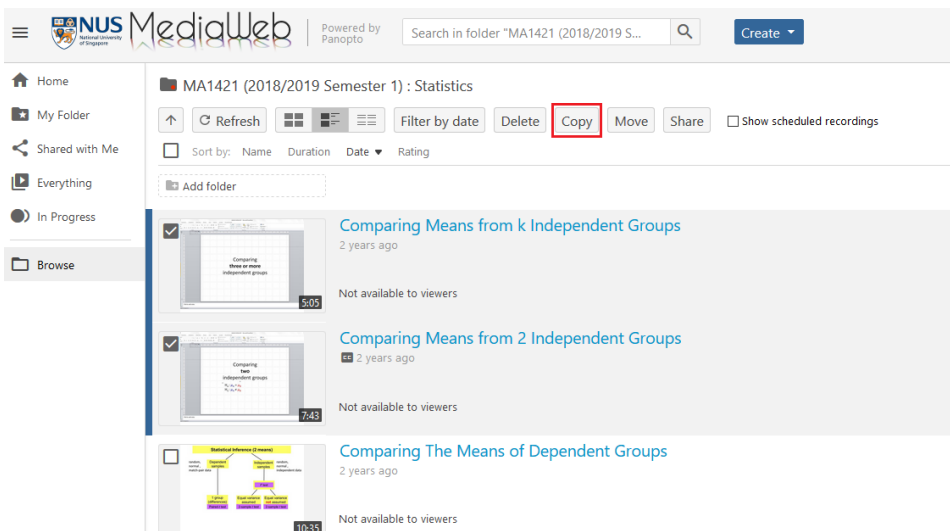 NUS
National University
of Singapore
MediaWeb
Powered by
Panopto
Search in folder "MA1421 (2018/2019 S...
Create
Home
My Folder
Shared with Me
Everything
In Progress
Browse
MA1421 (2018/2019 Semester 1) : Statistics
Refresh
Filter by date
Delete
Copy
Move
Share
Show scheduled recordings
Sort by: Name Duration Date Rating
Add folder
Comparing
three or more
independent groups
5:05
Comparing Means from k Independent Groups
2 years ago
Not available to viewers
Comparing
two
independent groups
7:43
Comparing Means from 2 Independent Groups
CC 2 years ago
Not available to viewers
Statistical Inference (2 means)
Dependent
samples
Independent
samples
10:35
Comparing The Means of Dependent Groups
2 years ago
Not available to viewers